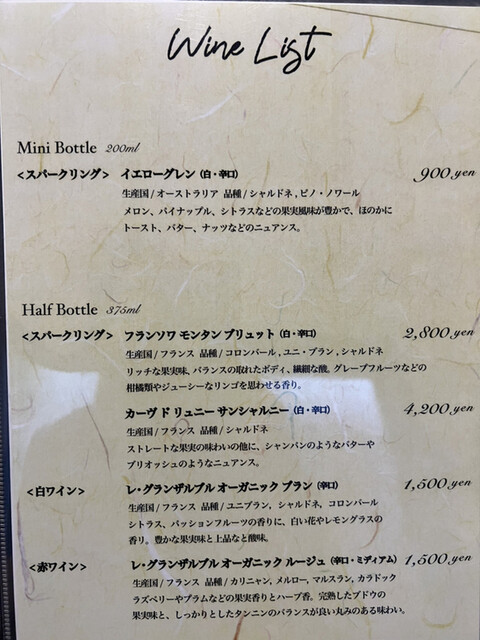 Wine List
Mini Bottle 200ml
<スパークリング> イエローグレン (白・辛口) 900 yen
生産国 / オーストラリア 品種 / シャルドネ , ピノ・ノワール
メロン、パイナップル、シトラスなどの果実風味が豊かで、ほのかに
トースト、バター、ナッツなどのニュアンス。
Half Bottle 375ml
<スパークリング> フランソワ モンタン ブリュット (白・辛口) 2,800 yen
生産国 / フランス 品種 / コロンバール , ユニ・ブラン , シャルドネ
リッチな果実味、バランスの取れたボディ、繊細な酸。グレープフルーツなどの
柑橘類やジューシーなリンゴを思わせる香り。
カーヴ ド リュニー サンシャルニー (白・辛口) 4,200 yen
生産国 / フランス 品種 / シャルドネ
ストレートな果実の味わいの他に、シャンパンのようなバターや
ブリオッシュのようなニュアンス。
<白ワイン> レ・グランザルブル オーガニック ブラン (辛口) 1,500 yen
生産国 / フランス 品種 / ユニブラン , シャルドネ, コロンバール
シトラス、パッションフルーツの香りに、白い花やレモングラスの
香り。豊かな果実味と上品な酸味。
<赤ワイン> レ・グランザルブル オーガニック ルージュ (辛口・ミディアム) 1,500 yen
生産国 / フランス 品種 / カリニャン, メルロー, マルスラン, カラドック
ラズベリーやプラムなどの果実香とハーブ香。完熟したブドウの
果実味と、しっかりとしたタンニンのバランスが良い丸みのある味わい。